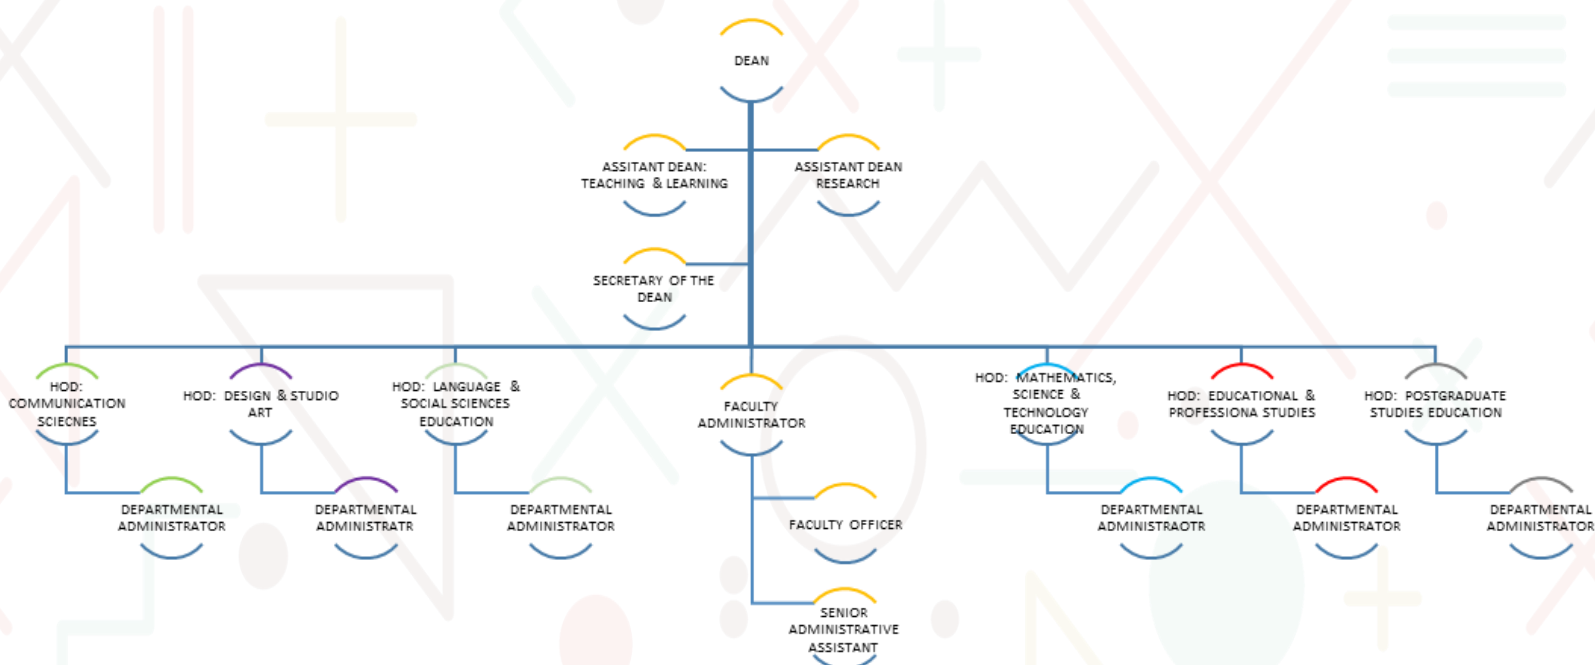 DEAN
ASSITANT DEAN:
TEACHING & LEARNING
ASSISTANT DEAN
RESEARCH
SECRETARY OF THE
DEAN
HOD:
COMMUNICATION
SCIECNES
HOD: DESIGN & STUDIO
ART
HOD: LANGUAGE &
SOCIAL SCIENCES
EDUCATION
FACULTY
ADMINISTRATOR
HOD: MATHEMATICS,
SCIENCE &
TECHNOLOGY
EDUCATION
HOD: EDUCATIONAL &
PROFESSIONA STUDIES
HOD: POSTGRADUATE
STUDIES EDUCATION
DEPARTMENTAL
ADMINISTRATOR
DEPARTMENTAL
ADMINISTRATR
DEPARTMENTAL
ADMINISTRATOR
FACULTY OFFICER
DEPARTMENTAL
ADMINISTRAOTR
DEPARTMENTAL
ADMINISTRATOR
DEPARTMENTAL
ADMINISTRATOR
SENIOR
ADMINISTRATIVE
ASSISTANT